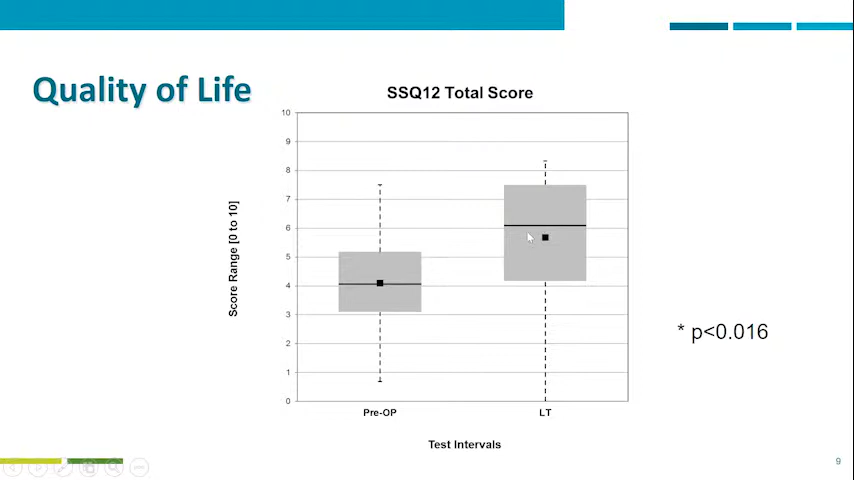 Quality of Life
SSQ12 Total Score
10
9
8
7
6
5
4
3
2
1
0
Score Range [0 to 10]
Pre-OP
LT
Test Intervals
* p<0.016
9